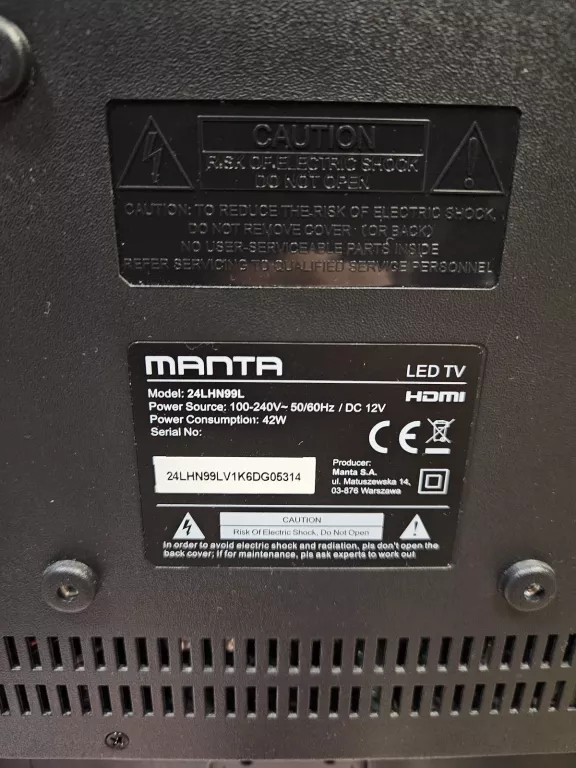 CAUTION
RISK OF ELECTRIC SHOCK
DO NOT OPEN
CAUTION: TO REDUCE THE RISK OF ELECTRIC SHOCK,
DO NOT REMOVE COVER (OR BACK)
NO USER-SERVICEABLE PARTS INSIDE
REFER SERVICING TO QUALIFIED SERVICE PERSONNEL
MANTA LED TV
Model: 24LHN99L HDMI
Power Source: 100-240V~ 50/60Hz / DC 12V
Power Consumption: 42W
Serial No:
CE
24LHN99LV1K6DG05314
Producer:
Manta S.A.
ul. Matuszewska 14,
03-876 Warszawa
CAUTION
Risk Of Electric Shock, Do Not Open
In order to avoid electric shock and radiation, pls don't open the
back cover; if for maintenance, pls ask experts to work out